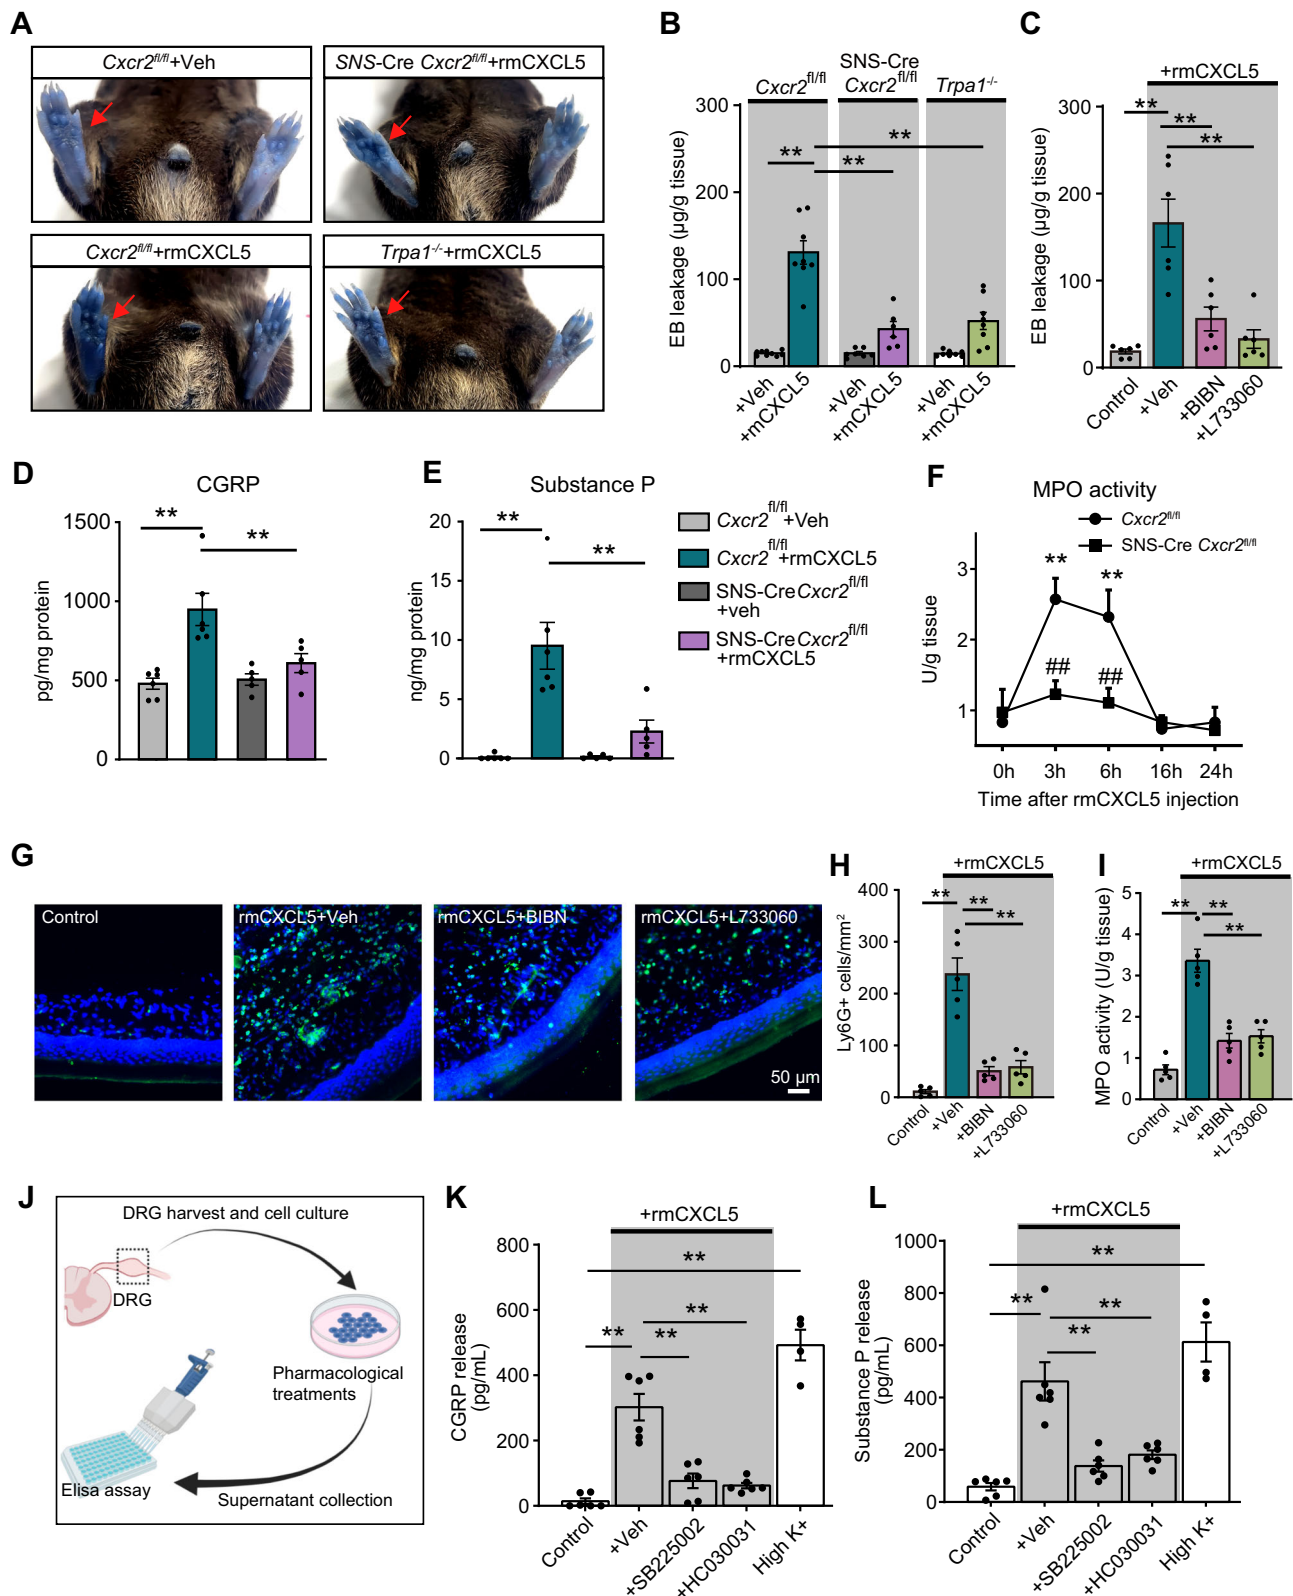 A
Cxcr2fl/fl+Veh
SNS-Cre Cxcr2fl/fl+rmCXCL5
Cxcr2fl/fl+rmCXCL5
Trpa1-/-+rmCXCL5
B
SNS-Cre
Cxcr2fl/fl
Cxcr2fl/fl
Trpa1-/-
EB leakage (µg/g tissue)
300
200
100
0
**
**
**
+Veh
+mCXCL5
+Veh
+mCXCL5
+Veh
+mCXCL5
C
+rmCXCL5
EB leakage (µg/g tissue)
300
200
100
0
**
**
**
Control
+Veh
+BIBN
+L733060
D
CGRP
pg/mg protein
1500
1000
500
0
**
**
E
Substance P
ng/mg protein
20
15
10
5
0
**
**
Cxcr2fl/fl+Veh
Cxcr2fl/fl+rmCXCL5
SNS-CreCxcr2fl/fl
+veh
SNS-CreCxcr2fl/fl
+rmCXCL5
F
MPO activity
Cxcr2fl/fl
SNS-Cre Cxcr2fl/fl
U/g tissue
3
2
1
**
**
##
##
0h
3h
6h
16h
24h
Time after rmCXCL5 injection
G
Control
rmCXCL5+Veh
rmCXCL5+BIBN
rmCXCL5+L733060
50 µm
H
+rmCXCL5
Ly6G+ cells/mm2
400
300
200
100
0
**
**
**
Control
+Veh
+BIBN
+L733060
I
+rmCXCL5
MPO activity (U/g tissue)
5
4
3
2
1
0
**
**
**
Control
+Veh
+BIBN
+L733060
J
DRG harvest and cell culture
DRG
Pharmacological
treatments
Elisa assay
Supernatant collection
K
+rmCXCL5
CGRP release
(pg/mL)
800
600
400
200
0
**
**
**
**
Control
+Veh
+SB225002
+HC030031
High K+
L
+rmCXCL5
Substance P release
(pg/mL)
1000
800
600
400
200
0
**
**
**
**
Control
+Veh
+SB225002
+HC030031
High K+